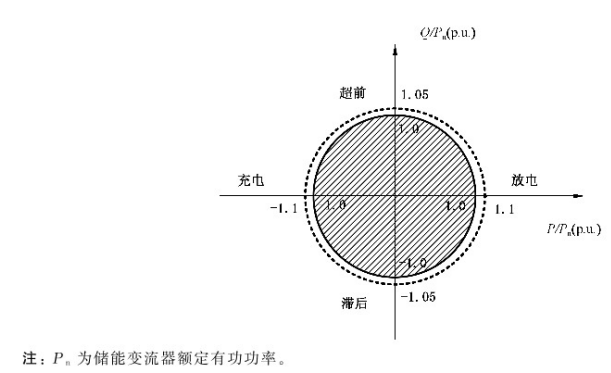 Q/Pn(p.u.)
超前
1.05
1.0
充电
放电
-1.1
1.0
1.0
1.1
P/Pn(p.u.)
-1.0
滞后
-1.05
注：Pn 为储能变流器额定有功功率。